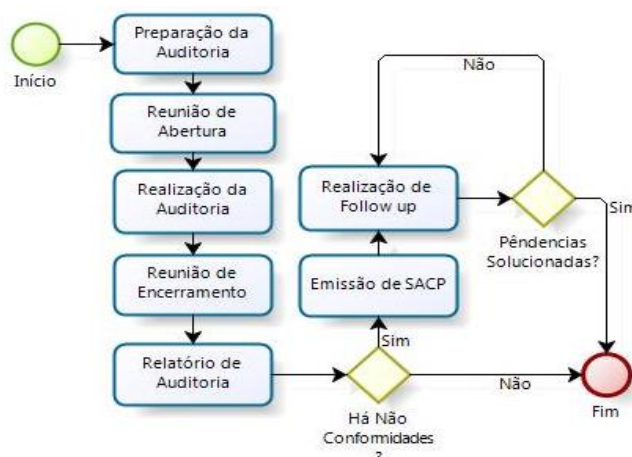 Início
Preparação da
Auditoria
Reunião de
Abertura
Realização da
Auditoria
Reunião de
Encerramento
Relatório de
Auditoria
Há Não
Conformidades
?
Sim
Não
Emissão de SACP
Realização de
Follow up
Pêndencias
Solucionadas?
Não
Sim
Fim